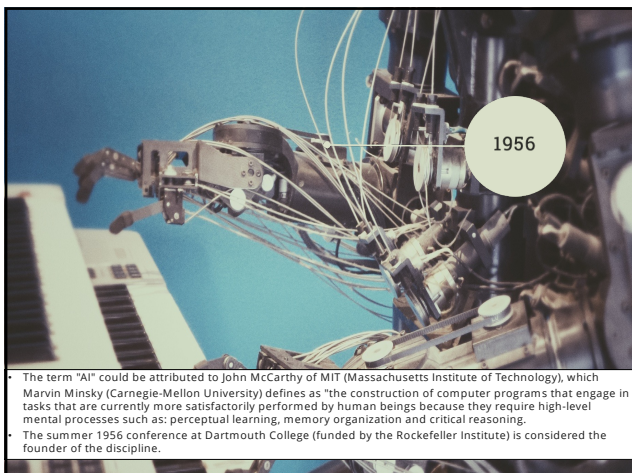 1956
• The term "AI" could be attributed to John McCarthy of MIT (Massachusetts Institute of Technology), which
Marvin Minsky (Carnegie-Mellon University) defines as "the construction of computer programs that engage in
tasks that are currently more satisfactorily performed by human beings because they require high-level
mental processes such as: perceptual learning, memory organization and critical reasoning.
• The summer 1956 conference at Dartmouth College (funded by the Rockefeller Institute) is considered the
founder of the discipline.